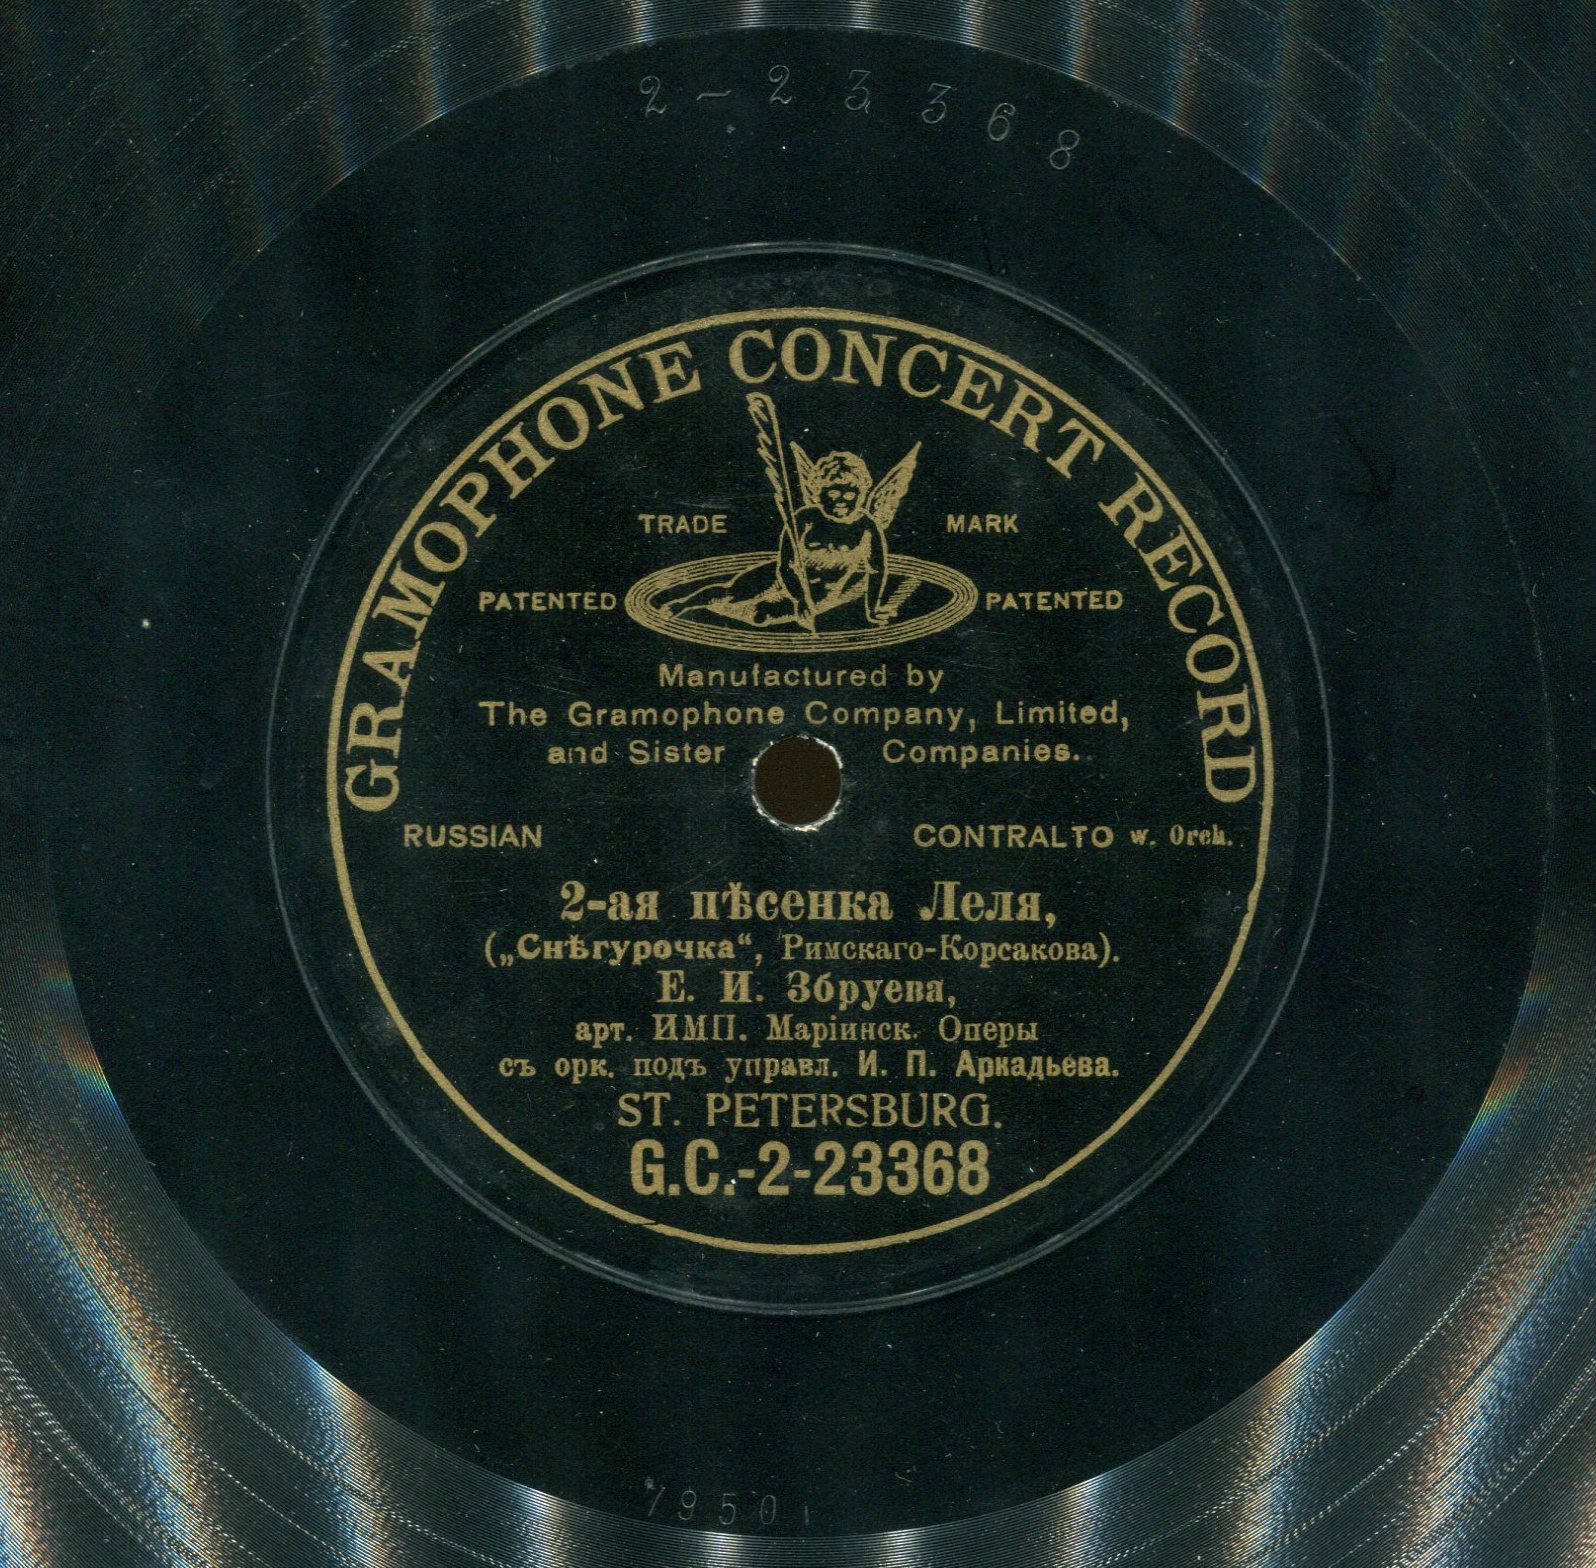 2-23368
GRAMOPHONE CONCERT RECORD
TRADE MARK
PATENTED PATENTED
Manufactured by
The Gramophone Company, Limited,
and Sister Companies.
RUSSIAN CONTRALTO w. Orch.
2-ая пѣсенка Леля,
(„Снѣгурочка“, Римскаго-Корсакова).
Е. И. Збруева,
арт. ИМП. Маріинск. Оперы
съ орк. подъ управл. И. П. Аркадьева.
ST. PETERSBURG.
G.C.-2-23368
7950